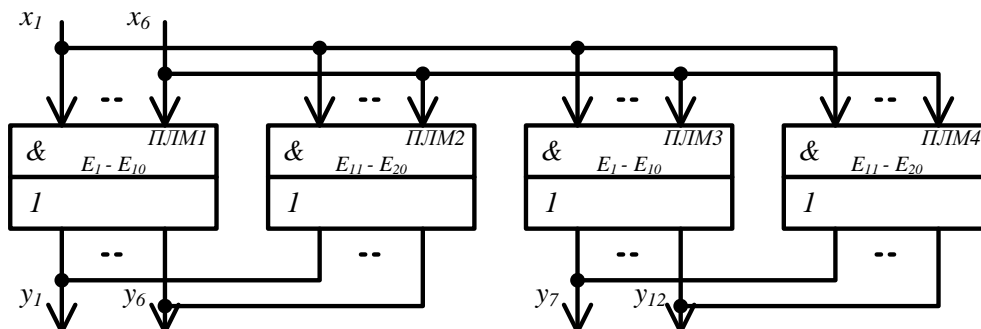 x1 x6
-- -- -- --
ПЛМ1 ПЛМ2 ПЛМ3 ПЛМ4
& & & &
E1 - E10 E11 - E20 E1 - E10 E11 - E20
1 1 1 1
-- -- -- --
y1 y6 y7 y12